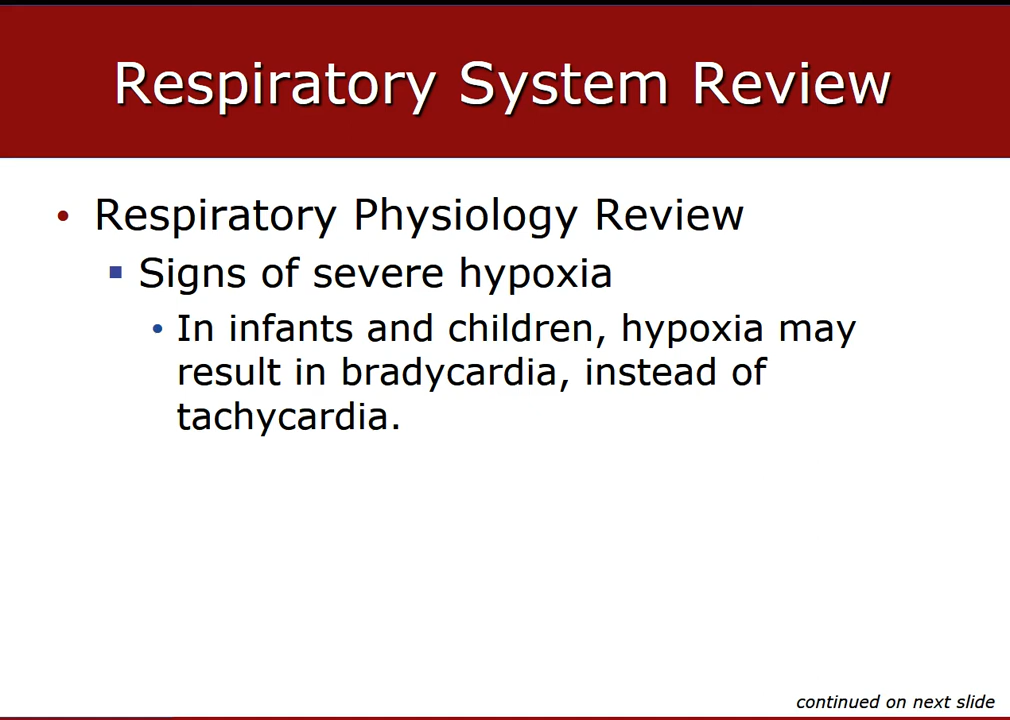 Respiratory System Review
• Respiratory Physiology Review
▪ Signs of severe hypoxia
• In infants and children, hypoxia may
result in bradycardia, instead of
tachycardia.
continued on next slide